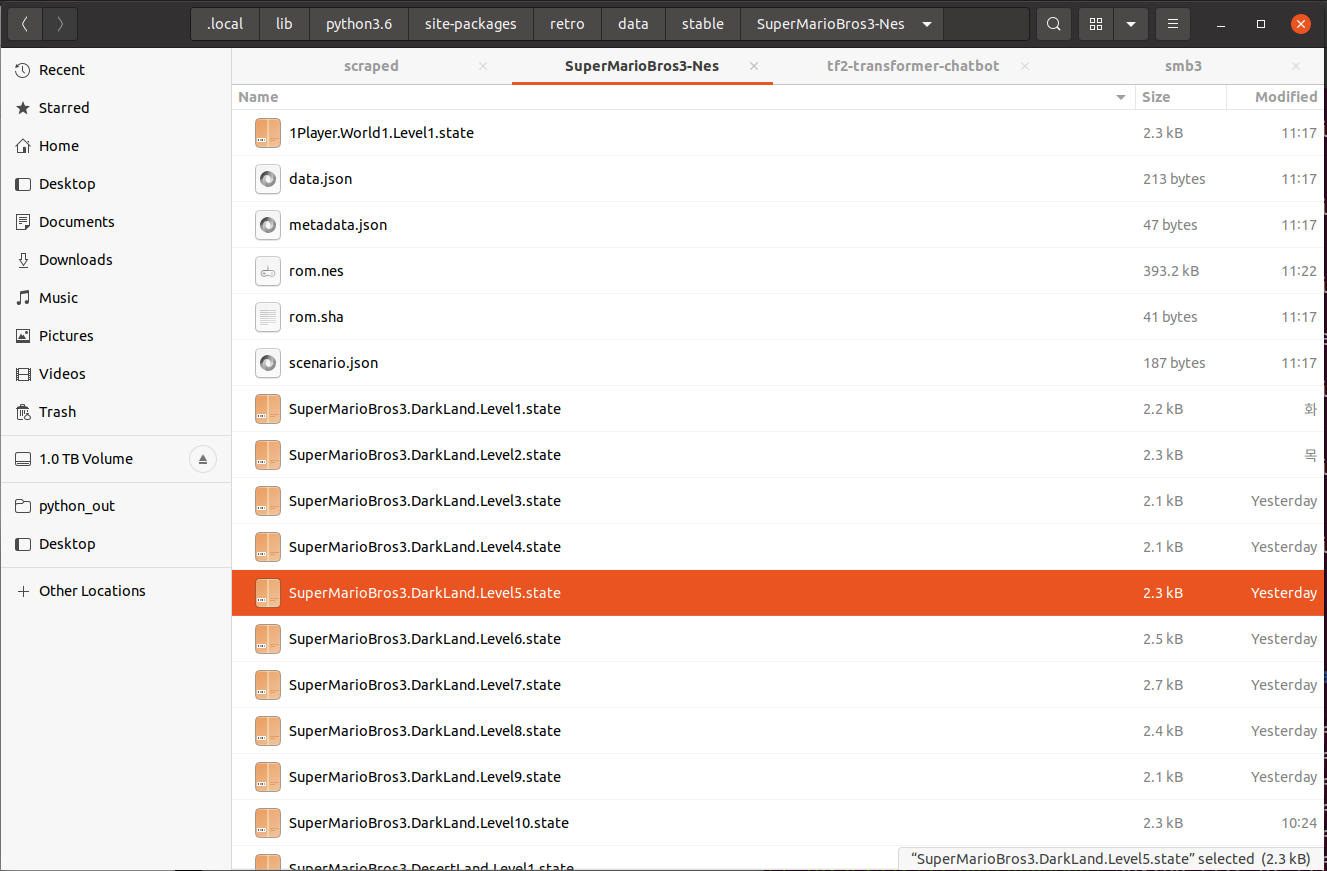 .local lib python3.6 site-packages retro data stable SuperMarioBros3-Nes
Recent
Starred
Home
Desktop
Documents
Downloads
Music
Pictures
Videos
Trash
1.0 TB Volume
python_out
Desktop
Other Locations
scraped SuperMarioBros3-Nes tf2-transformer-chatbot smb3
Name Size Modified
1Player.World1.Level1.state 2.3 kB 11:17
data.json 213 bytes 11:17
metadata.json 47 bytes 11:17
rom.nes 393.2 kB 11:22
rom.sha 41 bytes 11:17
scenario.json 187 bytes 11:17
SuperMarioBros3.DarkLand.Level1.state 2.2 kB 화
SuperMarioBros3.DarkLand.Level2.state 2.3 kB 목
SuperMarioBros3.DarkLand.Level3.state 2.1 kB Yesterday
SuperMarioBros3.DarkLand.Level4.state 2.1 kB Yesterday
SuperMarioBros3.DarkLand.Level5.state 2.3 kB Yesterday
SuperMarioBros3.DarkLand.Level6.state 2.5 kB Yesterday
SuperMarioBros3.DarkLand.Level7.state 2.7 kB Yesterday
SuperMarioBros3.DarkLand.Level8.state 2.4 kB Yesterday
SuperMarioBros3.DarkLand.Level9.state 2.1 kB Yesterday
SuperMarioBros3.DarkLand.Level10.state 2.3 kB 10:24
SuperMarioBros3.DesertLand.Level1.state
“SuperMarioBros3.DarkLand.Level5.state” selected (2.3 kB)